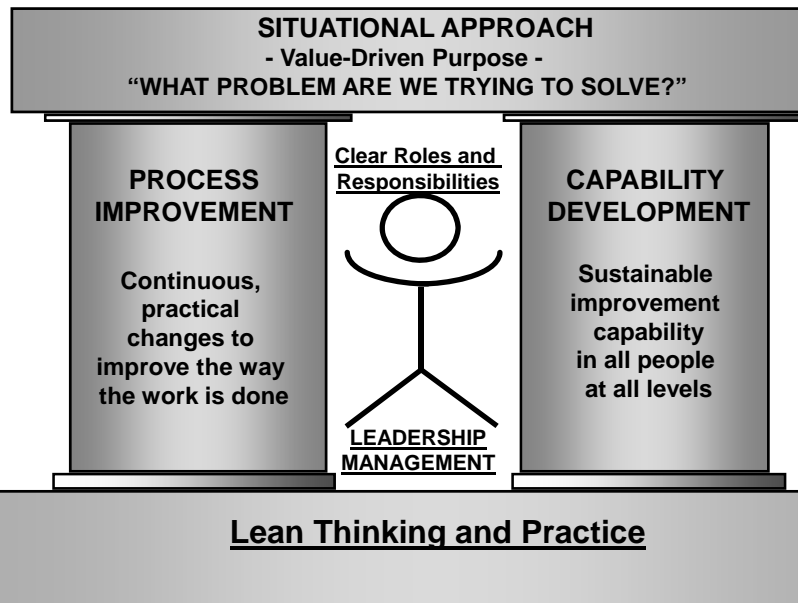 SITUATIONAL APPROACH
- Value-Driven Purpose -
“WHAT PROBLEM ARE WE TRYING TO SOLVE?”
PROCESS
IMPROVEMENT
Continuous,
practical
changes to
improve the way
the work is done
Clear Roles and
Responsibilities
LEADERSHIP
MANAGEMENT
CAPABILITY
DEVELOPMENT
Sustainable
improvement
capability
in all people
at all levels
Lean Thinking and Practice